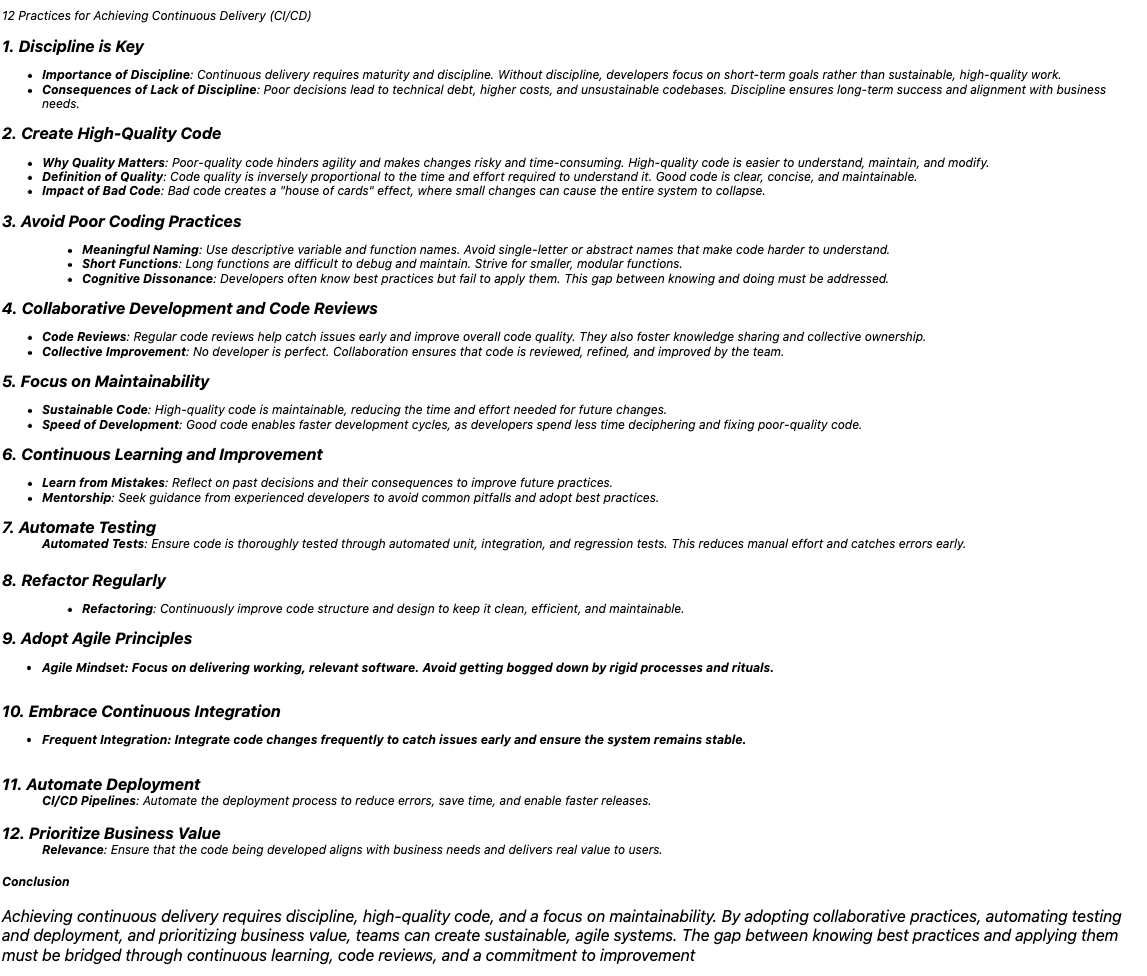 12 Practices for Achieving Continuous Delivery (CI/CD)
1. Discipline is Key
• Importance of Discipline: Continuous delivery requires maturity and discipline. Without discipline, developers focus on short-term goals rather than sustainable, high-quality work.
• Consequences of Lack of Discipline: Poor decisions lead to technical debt, higher costs, and unsustainable codebases. Discipline ensures long-term success and alignment with business
needs.
2. Create High-Quality Code
• Why Quality Matters: Poor-quality code hinders agility and makes changes risky and time-consuming. High-quality code is easier to understand, maintain, and modify.
• Definition of Quality: Code quality is inversely proportional to the time and effort required to understand it. Good code is clear, concise, and maintainable.
• Impact of Bad Code: Bad code creates a "house of cards" effect, where small changes can cause the entire system to collapse.
3. Avoid Poor Coding Practices
• Meaningful Naming: Use descriptive variable and function names. Avoid single-letter or abstract names that make code harder to understand.
• Short Functions: Long functions are difficult to debug and maintain. Strive for smaller, modular functions.
• Cognitive Dissonance: Developers often know best practices but fail to apply them. This gap between knowing and doing must be addressed.
4. Collaborative Development and Code Reviews
• Code Reviews: Regular code reviews help catch issues early and improve overall code quality. They also foster knowledge sharing and collective ownership.
• Collective Improvement: No developer is perfect. Collaboration ensures that code is reviewed, refined, and improved by the team.
5. Focus on Maintainability
• Sustainable Code: High-quality code is maintainable, reducing the time and effort needed for future changes.
• Speed of Development: Good code enables faster development cycles, as developers spend less time deciphering and fixing poor-quality code.
6. Continuous Learning and Improvement
• Learn from Mistakes: Reflect on past decisions and their consequences to improve future practices.
• Mentorship: Seek guidance from experienced developers to avoid common pitfalls and adopt best practices.
7. Automate Testing
Automated Tests: Ensure code is thoroughly tested through automated unit, integration, and regression tests. This reduces manual effort and catches errors early.
8. Refactor Regularly
• Refactoring: Continuously improve code structure and design to keep it clean, efficient, and maintainable.
9. Adopt Agile Principles
• Agile Mindset: Focus on delivering working, relevant software. Avoid getting bogged down by rigid processes and rituals.
10. Embrace Continuous Integration
• Frequent Integration: Integrate code changes frequently to catch issues early and ensure the system remains stable.
11. Automate Deployment
CI/CD Pipelines: Automate the deployment process to reduce errors, save time, and enable faster releases.
12. Prioritize Business Value
Relevance: Ensure that the code being developed aligns with business needs and delivers real value to users.
Conclusion
Achieving continuous delivery requires discipline, high-quality code, and a focus on maintainability. By adopting collaborative practices, automating testing
and deployment, and prioritizing business value, teams can create sustainable, agile systems. The gap between knowing best practices and applying them
must be bridged through continuous learning, code reviews, and a commitment to improvement